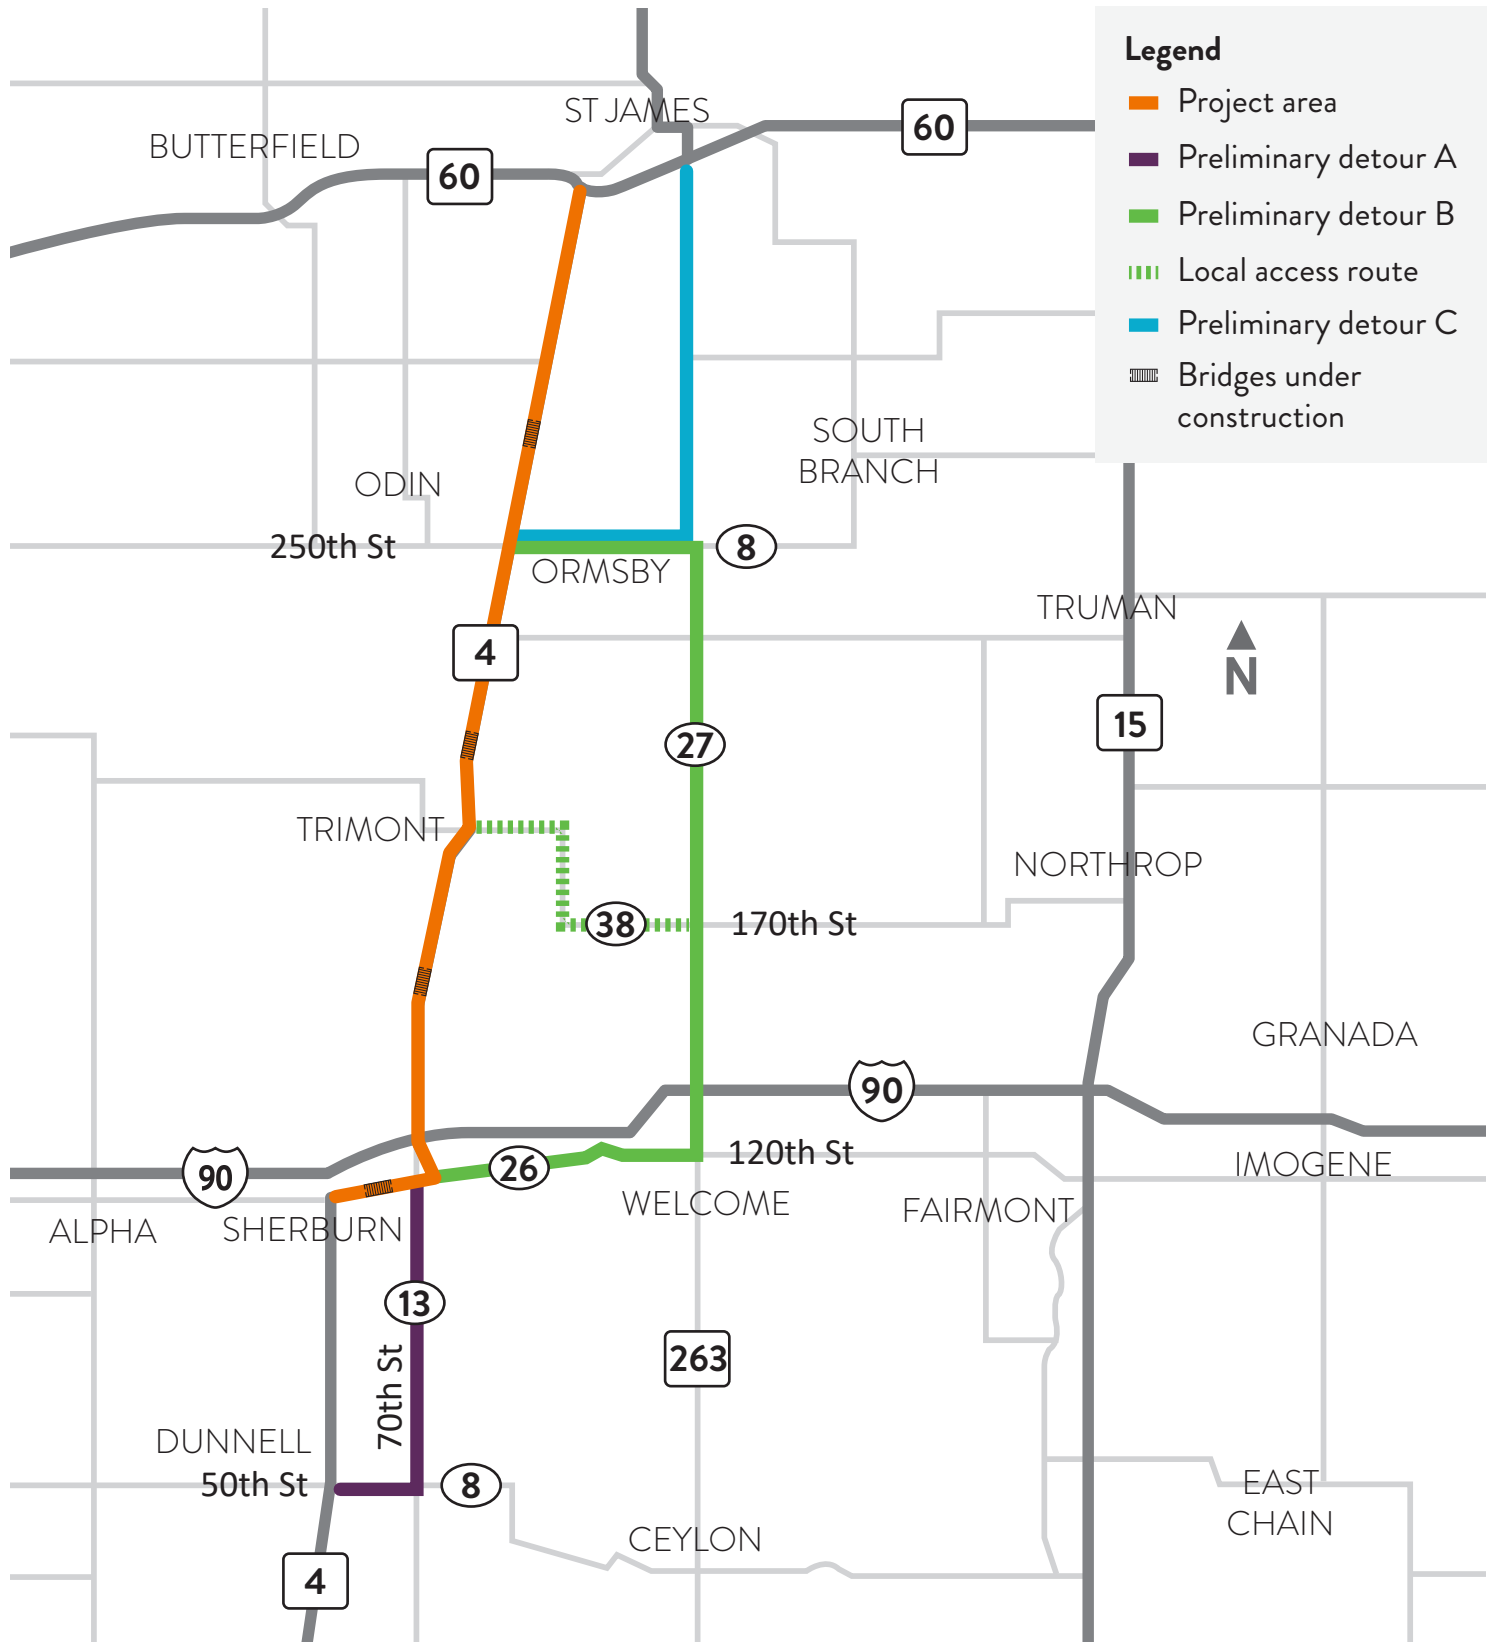 Legend
Project area
Preliminary detour A
Preliminary detour B
Local access route
Preliminary detour C
Bridges under
construction
ST JAMES
60
BUTTERFIELD
60
SOUTH
BRANCH
ODIN
250th St
8
ORMSBY
TRUMAN
4
N
15
27
TRIMONT
NORTHROP
38
170th St
GRANADA
90
120th St
26
90
IMOGENE
WELCOME
FAIRMONT
ALPHA
SHERBURN
13
263
70th St
DUNNELL
50th St
8
EAST
CHAIN
CEYLON
4